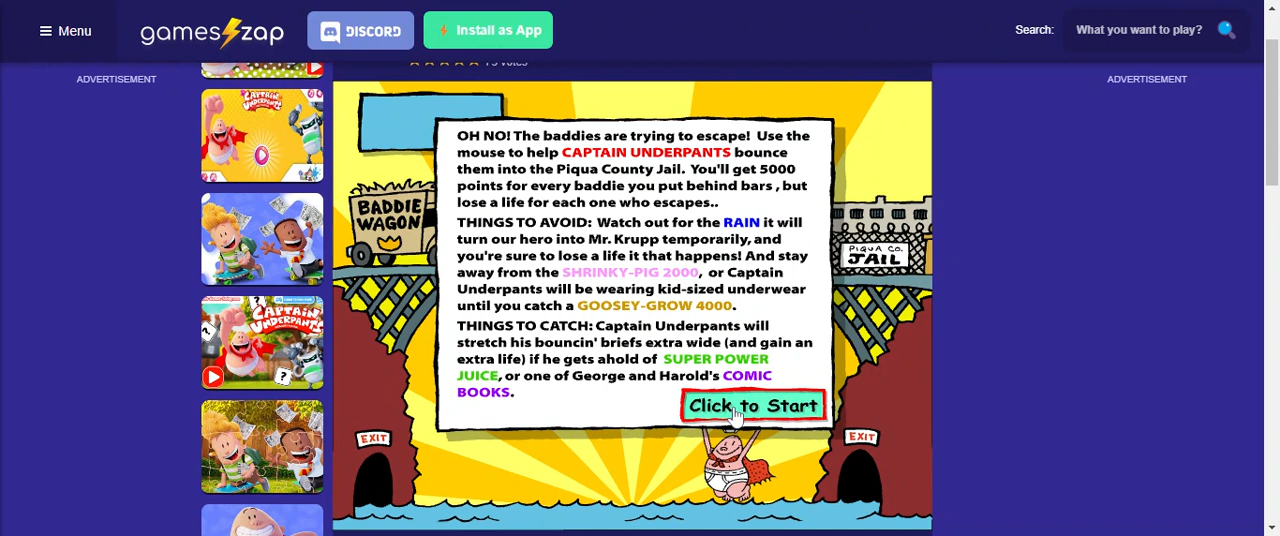 Menu
games zap
DISCORD
Install as App
Search:
What you want to play?
ADVERTISEMENT
ADVERTISEMENT
OH NO! The baddies are trying to escape! Use the
mouse to help CAPTAIN UNDERPANTS bounce
them into the Piqua County Jail. You'll get 5000
points for every baddie you put behind bars , but
lose a life for each one who escapes..
THINGS TO AVOID: Watch out for the RAIN it will
turn our hero into Mr. Krupp temporarily, and
you're sure to lose a life it that happens! And stay
away from the SHRINKY-PIG 2000, or Captain
Underpants will be wearing kid-sized underwear
until you catch a GOOSEY-GROW 4000.
THINGS TO CATCH: Captain Underpants will
stretch his bouncin' briefs extra wide (and gain an
extra life) if he gets ahold of SUPER POWER
JUICE, or one of George and Harold's COMIC
BOOKS.
Click to Start
BADDIE
WAGON
PIQUA CO.
JAIL
EXIT
EXIT
CAPTAIN
UNDERPANTS
CAPTAIN
UNDERPANTS